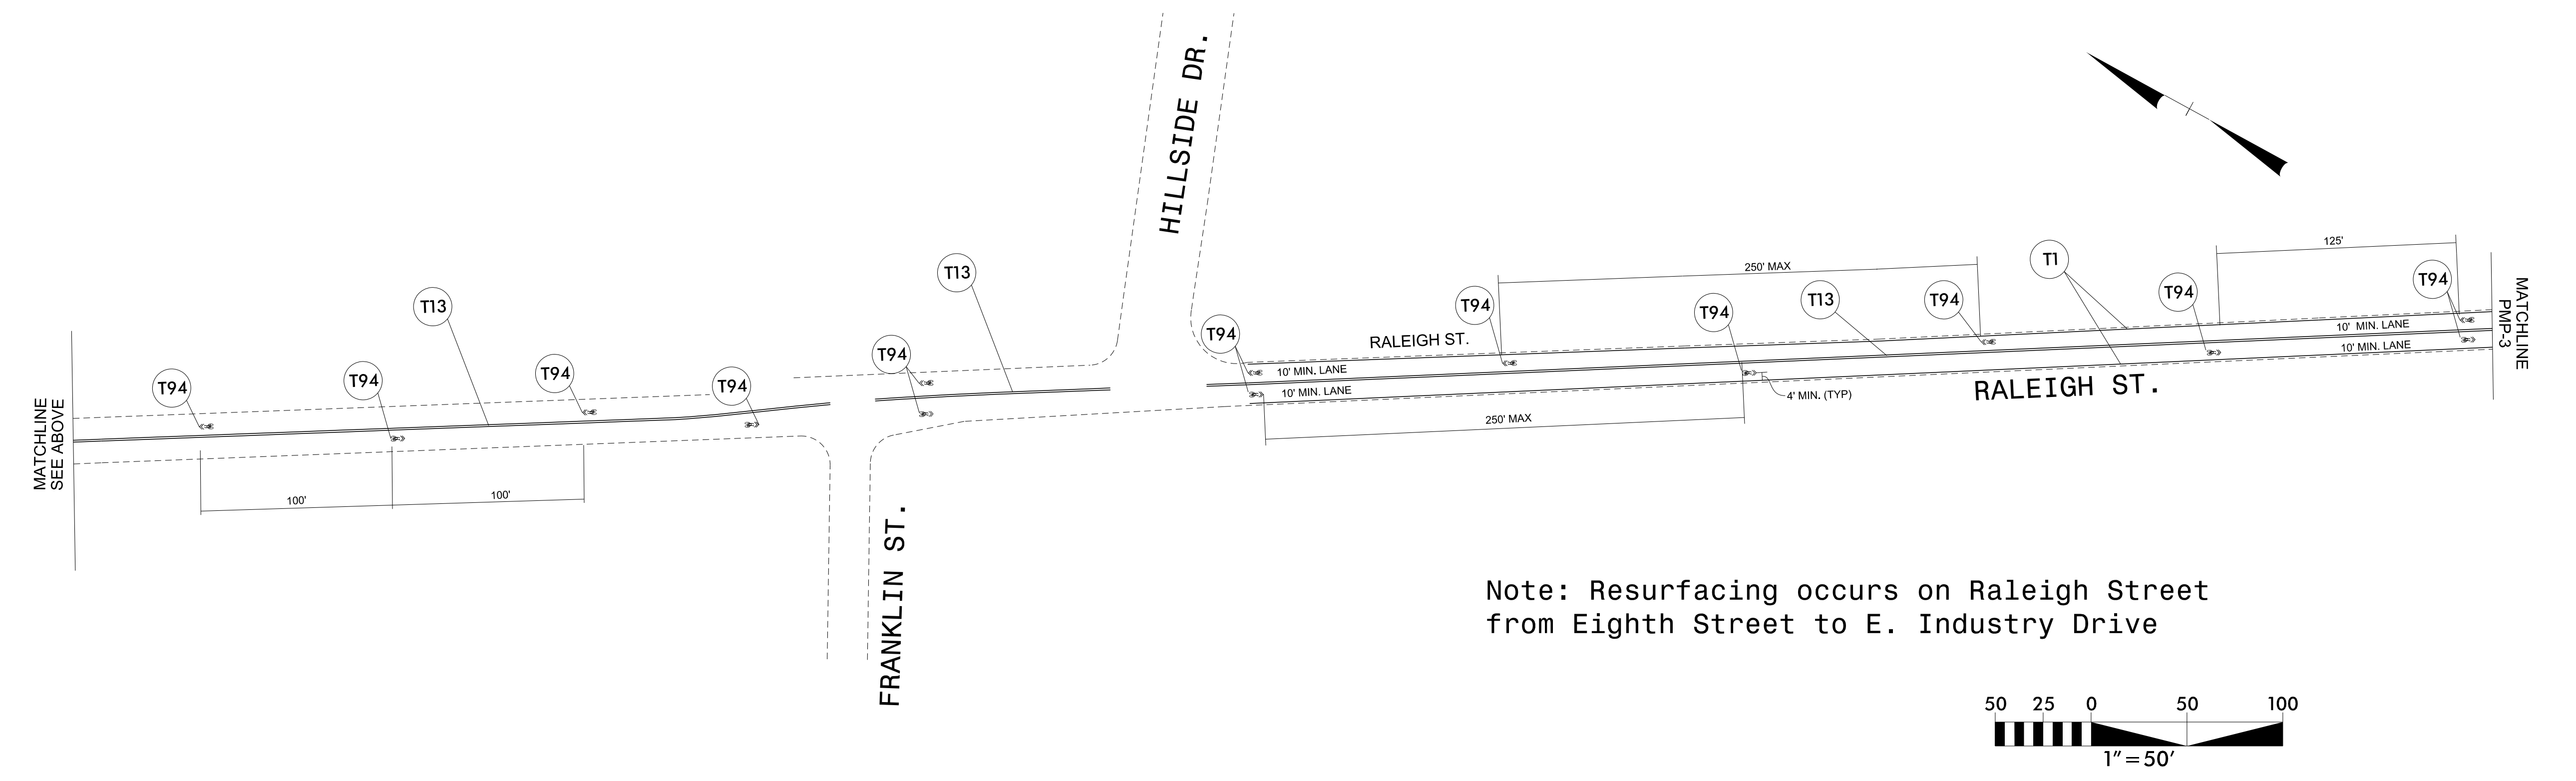 HILLSIDE DR.
125'
T13
T1
250' MAX
T94
T94
T13
T94
T94
T94
T13
T94
T94
RALEIGH ST.
10' MIN. LANE
10' MIN. LANE
MATCHLINE
PMP-3
T94
T94
T94
T94
T94
10' MIN. LANE
10' MIN. LANE
4' MIN. (TYP)
RALEIGH ST.
250' MAX
MATCHLINE
SEE ABOVE
100'
100'
FRANKLIN ST.
Note: Resurfacing occurs on Raleigh Street
from Eighth Street to E. Industry Drive
50 25 0 50 100
1"=50'